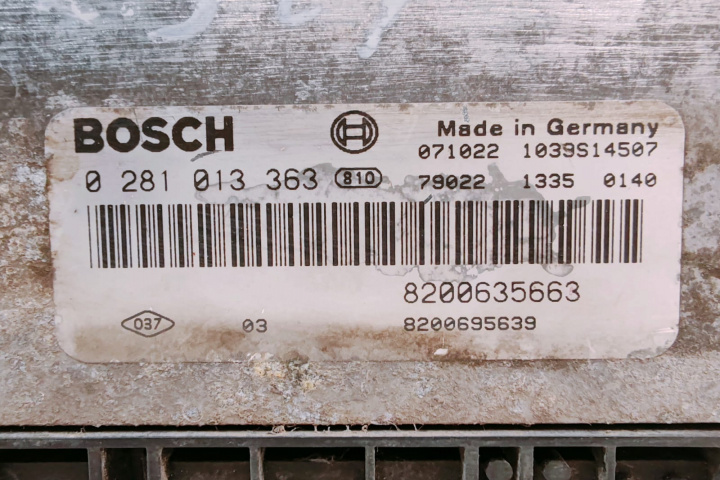 BOSCH
Made in Germany
071022 1039S14507
0 281 013 363 810
79022 1335 0140
8200635663
037 03 8200695639